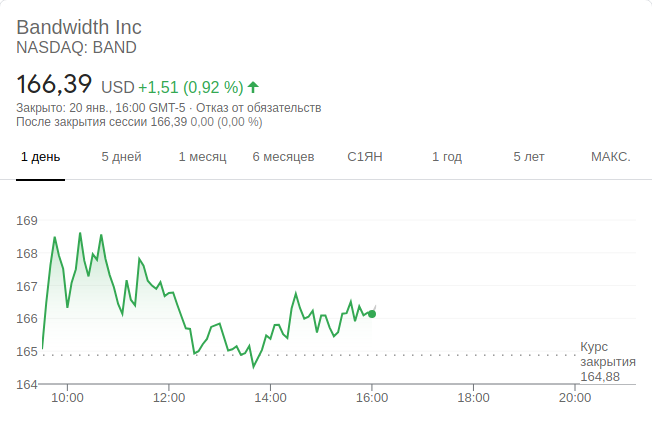 Bandwidth Inc
NASDAQ: BAND
166,39 USD +1,51 (0,92 %)
Закрыто: 20 янв., 16:00 GMT-5 · Отказ от обязательств
После закрытия сессии 166,39 0,00 (0,00 %)
1 день 5 дней 1 месяц 6 месяцев С1ЯН 1 год 5 лет МАКС.
169
168
167
166
165
164
Курс
закрытия
164,88
10:00 12:00 14:00 16:00 18:00 20:00